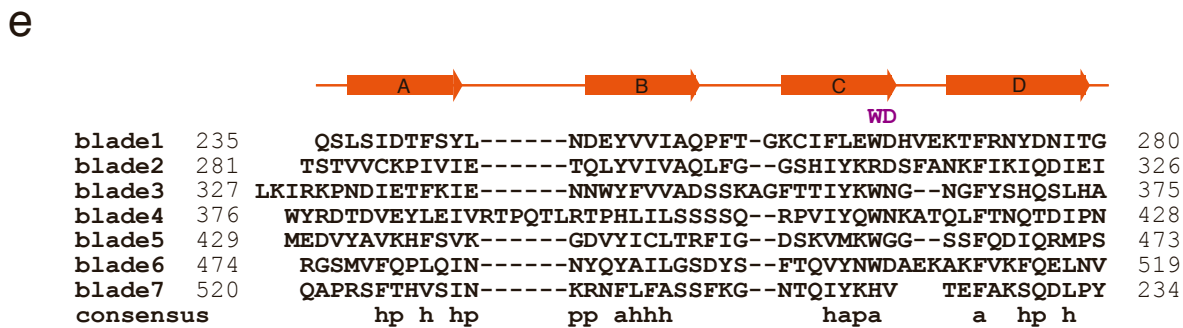 e
A B C D
WD
blade1 235 QSLSIDTFSYL------NDEYVVIAQPFT-GKCIFLEWDHVEKTFRNYDNITG 280
blade2 281 TSTVVCKPIVIE------TQLYVIVAQLFG--GSHIYKRDSFANKFIKIQDIEI 326
blade3 327 LKIRKPNDIETFKIE------NNWYFVVADSSKAGFTTIYKWNG--NGFYSHQSLHA 375
blade4 376 WYRDTDVEYLEIVRTPQTLRTPHLILSSSSQ--RPVIYQWNKATQLFTNQTDIPN 428
blade5 429 MEDVYAVKHFSVK------GDVYICLTRFIG--DSKVMKWGG--SSFQDIQRMPS 473
blade6 474 RGSMVFQPLQIN------NYQYAILGSDYS--FTQVYNWDAEKAKFVKFQELNV 519
blade7 520 QAPRSFTHVSIN------KRNFLFASSFKG--NTQIYKHV TEFAKSQDLPY 234
consensus hp h hp pp ahhh hapa a hp h